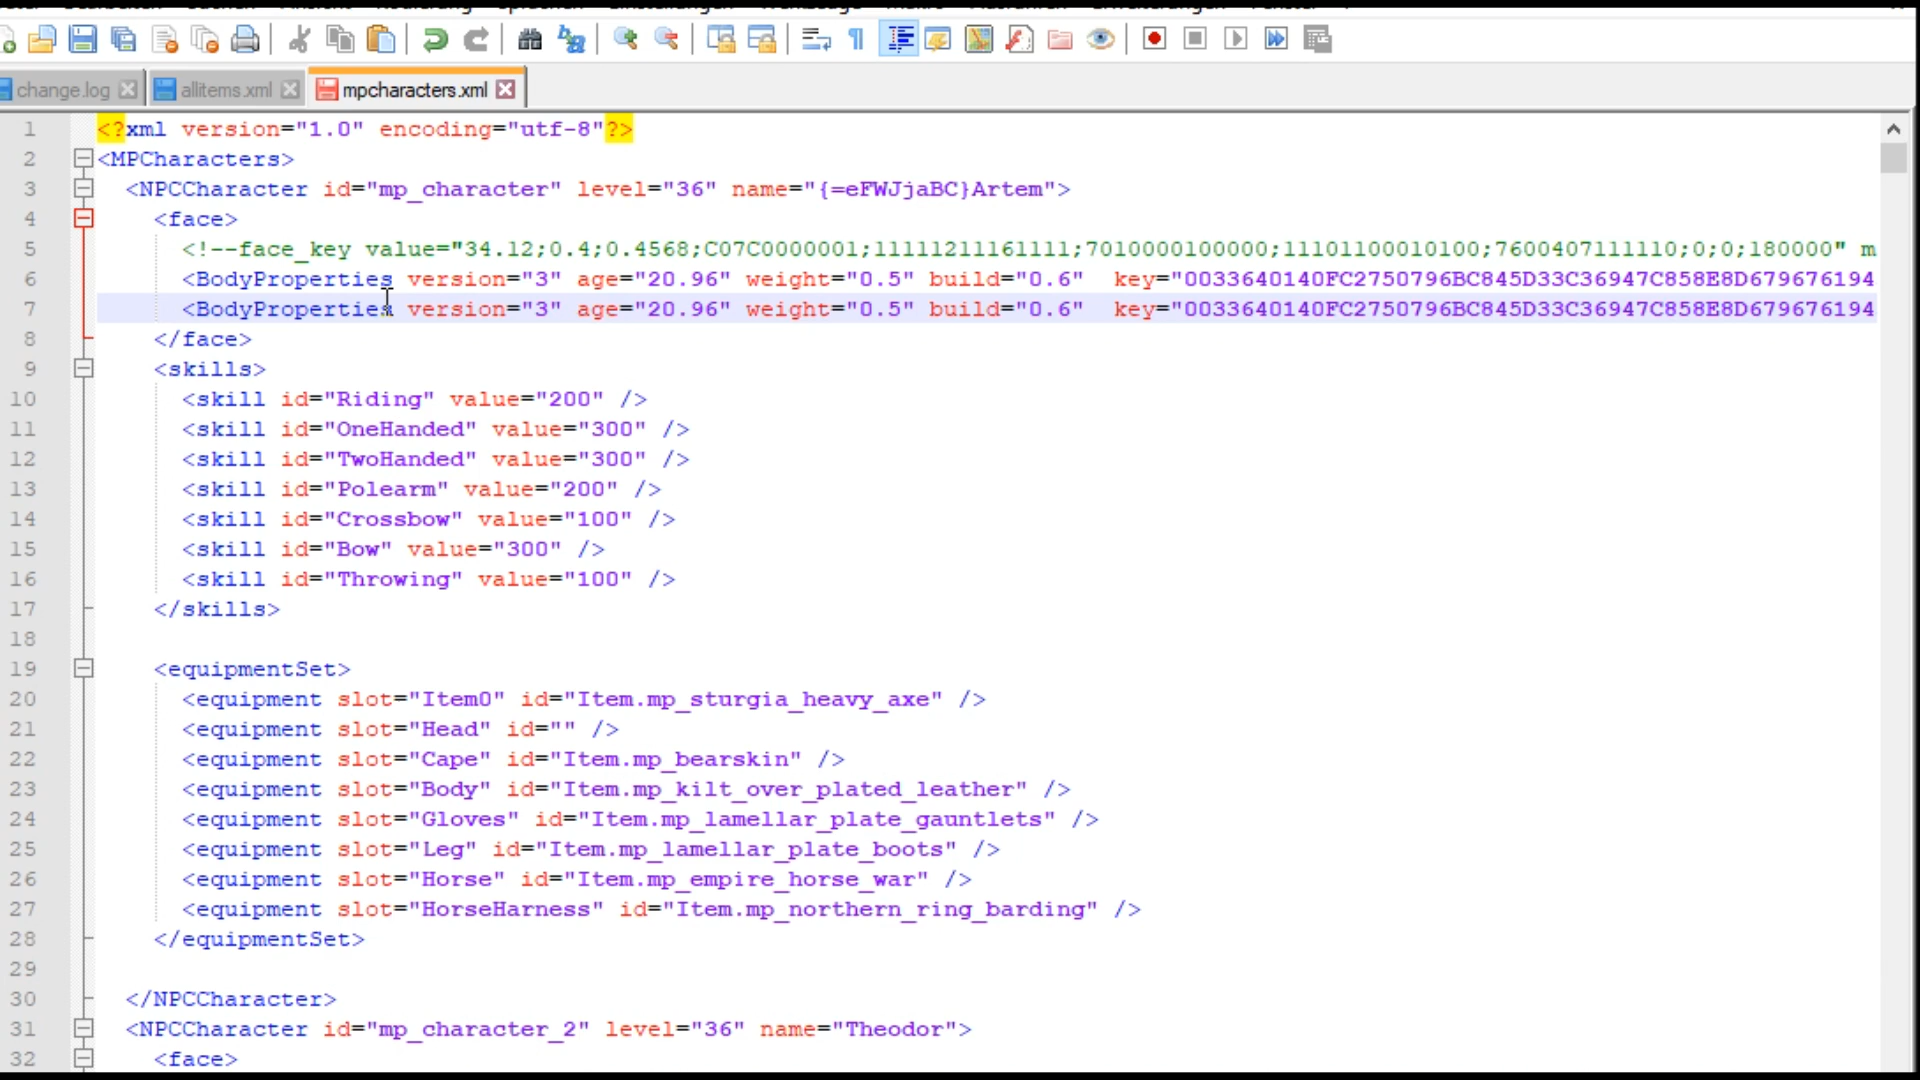 change.log
allitems.xml
mpcharacters.xml
1 <?xml version="1.0" encoding="utf-8"?>
2 <MPCharacters>
3 <NPCCharacter id="mp_character" level="36" name="{=eFWJjaBC}Artem">
4 <face>
5 <!--face_key value="34.12;0.4;0.4568;C07C0000001;11111211161111;7010000100000;11101100010100;7600407111110;0;0;180000" m
6 <BodyProperties version="3" age="20.96" weight="0.5" build="0.6" key="0033640140FC2750796BC845D33C36947C858E8D679676194
7 <BodyProperties version="3" age="20.96" weight="0.5" build="0.6" key="0033640140FC2750796BC845D33C36947C858E8D679676194
8 </face>
9 <skills>
10 <skill id="Riding" value="200" />
11 <skill id="OneHanded" value="300" />
12 <skill id="TwoHanded" value="300" />
13 <skill id="Polearm" value="200" />
14 <skill id="Crossbow" value="100" />
15 <skill id="Bow" value="300" />
16 <skill id="Throwing" value="100" />
17 </skills>
18
19 <equipmentSet>
20 <equipment slot="Item0" id="Item.mp_sturgia_heavy_axe" />
21 <equipment slot="Head" id="" />
22 <equipment slot="Cape" id="Item.mp_bearskin" />
23 <equipment slot="Body" id="Item.mp_kilt_over_plated_leather" />
24 <equipment slot="Gloves" id="Item.mp_lamellar_plate_gauntlets" />
25 <equipment slot="Leg" id="Item.mp_lamellar_plate_boots" />
26 <equipment slot="Horse" id="Item.mp_empire_horse_war" />
27 <equipment slot="HorseHarness" id="Item.mp_northern_ring_barding" />
28 </equipmentSet>
29
30 </NPCCharacter>
31 <NPCCharacter id="mp_character_2" level="36" name="Theodor">
32 <face>